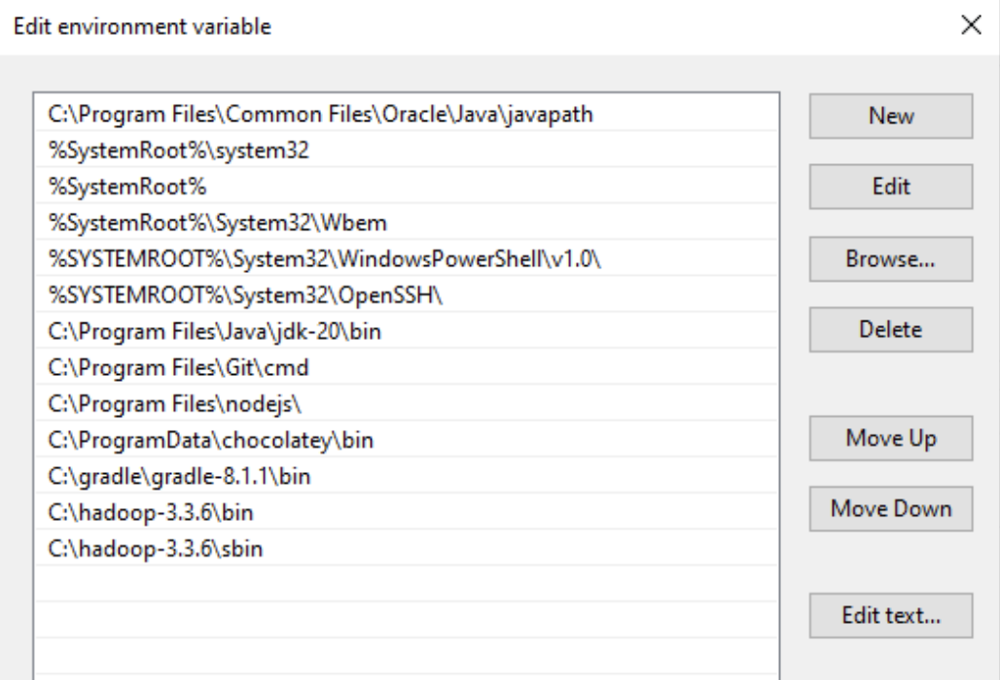 Edit environment variable
C:\Program Files\Common Files\Oracle\Java\javapath
%SystemRoot%\system32
%SystemRoot%
%SystemRoot%\System32\Wbem
%SYSTEMROOT%\System32\WindowsPowerShell\v1.0\
%SYSTEMROOT%\System32\OpenSSH\
C:\Program Files\Java\jdk-20\bin
C:\Program Files\Git\cmd
C:\Program Files\nodejs\
C:\ProgramData\chocolatey\bin
C:\gradle\gradle-8.1.1\bin
C:\hadoop-3.3.6\bin
C:\hadoop-3.3.6\sbin
New
Edit
Browse...
Delete
Move Up
Move Down
Edit text...